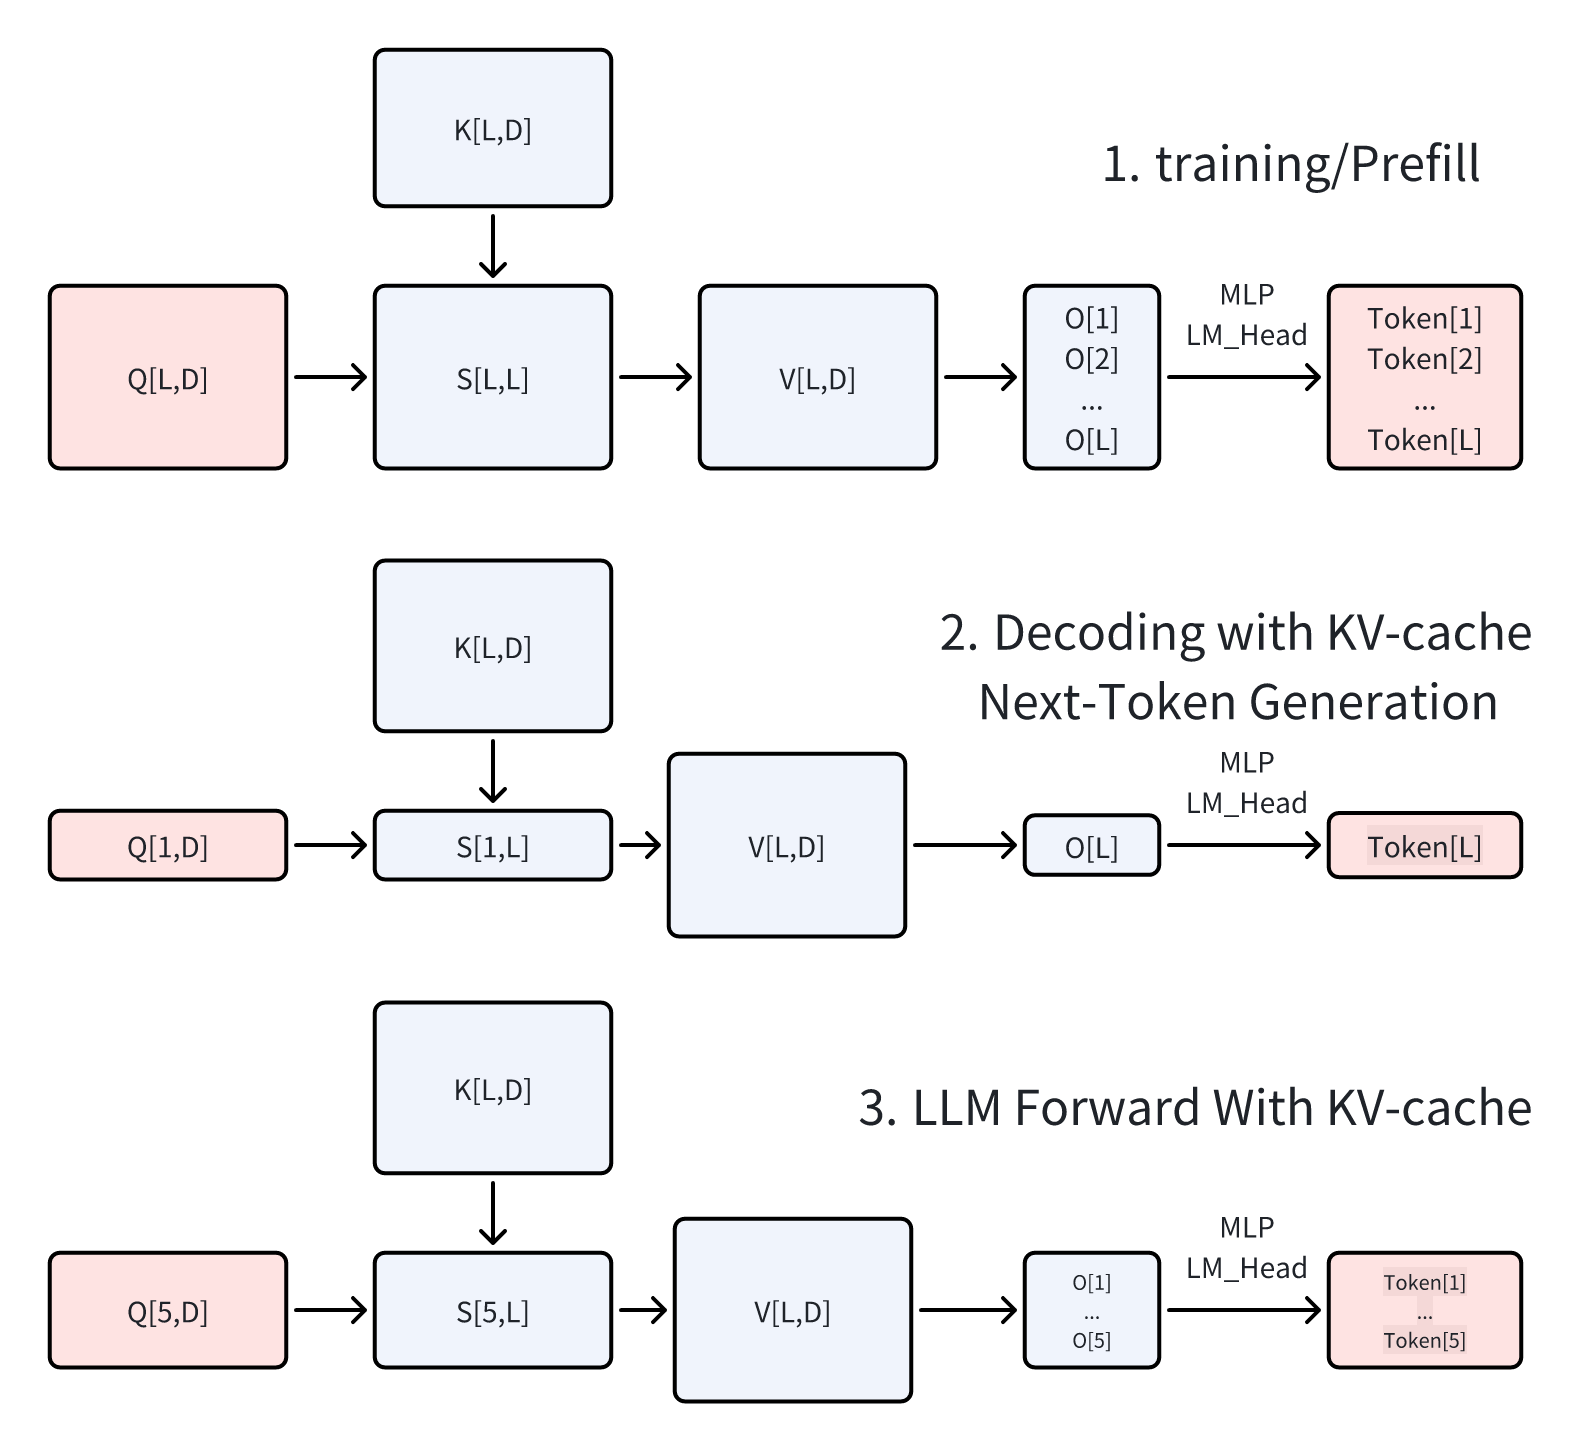 K[L,D]
1. training/Prefill
Q[L,D]
S[L,L]
V[L,D]
O[1]
O[2]
...
O[L]
MLP
LM_Head
Token[1]
Token[2]
...
Token[L]
K[L,D]
2. Decoding with KV-cache
Next-Token Generation
Q[1,D]
S[1,L]
V[L,D]
O[L]
MLP
LM_Head
Token[L]
K[L,D]
3. LLM Forward With KV-cache
Q[5,D]
S[5,L]
V[L,D]
O[1]
...
O[5]
MLP
LM_Head
Token[1]
...
Token[5]